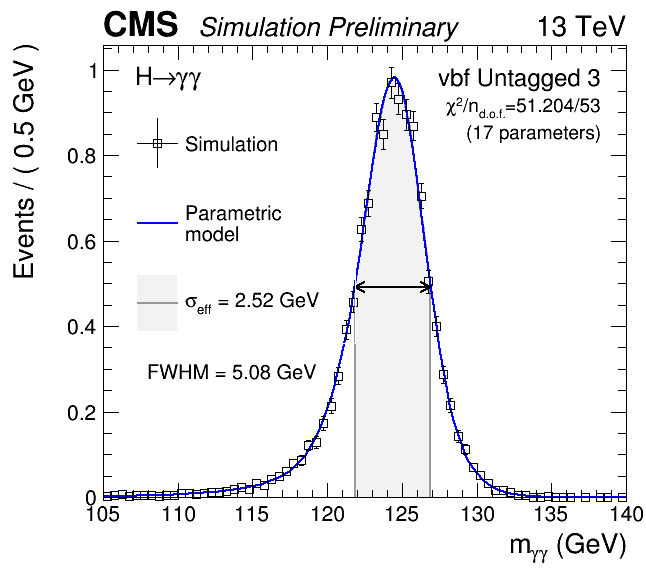 CMS Simulation Preliminary 13 TeV
H→γγ
vbf Untagged 3
χ²/n_d.o.f.=51.204/53
(17 parameters)
Simulation
Parametric
model
σ_eff = 2.52 GeV
FWHM = 5.08 GeV
Events / ( 0.5 GeV )
1
0.8
0.6
0.4
0.2
0
105 110 115 120 125 130 135 140
m_γγ (GeV)